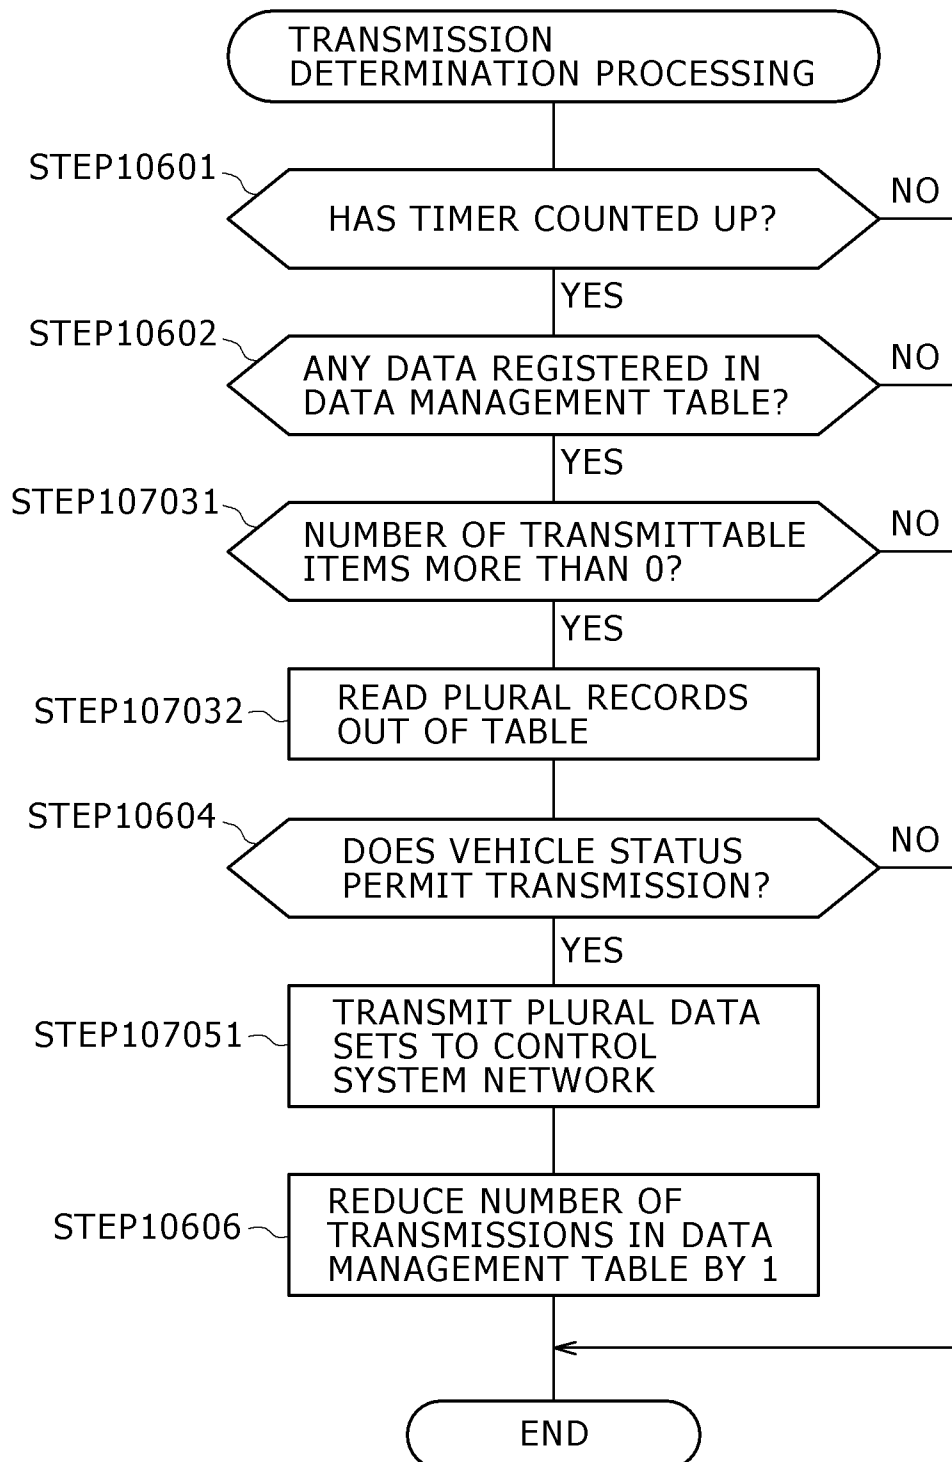 TRANSMISSION
DETERMINATION PROCESSING
STEP10601
HAS TIMER COUNTED UP?
NO
YES
STEP10602
ANY DATA REGISTERED IN
DATA MANAGEMENT TABLE?
NO
YES
STEP107031
NUMBER OF TRANSMITTABLE
ITEMS MORE THAN 0?
NO
YES
STEP107032
READ PLURAL RECORDS
OUT OF TABLE
STEP10604
DOES VEHICLE STATUS
PERMIT TRANSMISSION?
NO
YES
STEP107051
TRANSMIT PLURAL DATA
SETS TO CONTROL
SYSTEM NETWORK
STEP10606
REDUCE NUMBER OF
TRANSMISSIONS IN DATA
MANAGEMENT TABLE BY 1
END